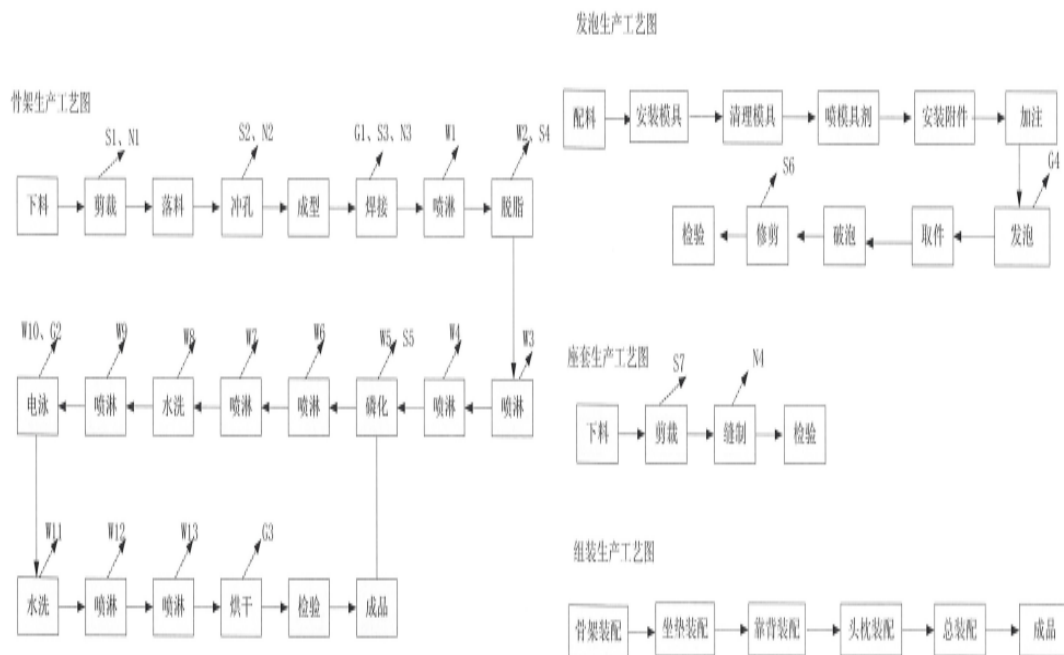 骨架生产工艺图
S1、N1
S2、N2
G1、S3、N3
W1
W2、S4
下料
剪裁
落料
冲孔
成型
焊接
喷淋
脱脂
W10、G2
W9
W8
W7
W6
W5、S5
W4
W3
电泳
喷淋
水洗
喷淋
喷淋
磷化
喷淋
喷淋
W11
W12
W13
G3
水洗
喷淋
喷淋
烘干
检验
成品
发泡生产工艺图
配料
安装模具
清理模具
喷模具剂
安装附件
加注
S6
G4
检验
修剪
破泡
取件
发泡
座套生产工艺图
S7
N4
下料
剪裁
缝制
检验
组装生产工艺图
骨架装配
坐垫装配
靠背装配
头枕装配
总装配
成品